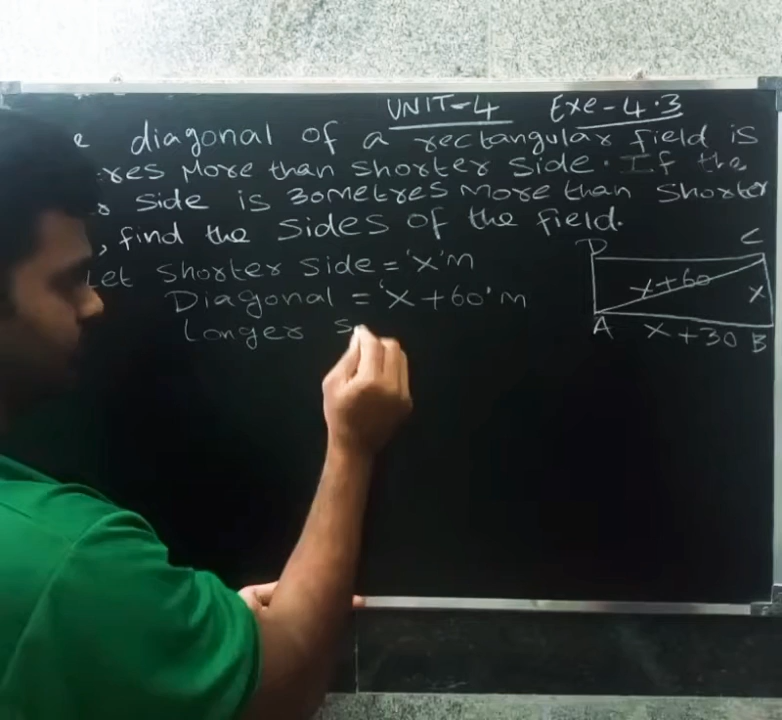 UNIT-4 Exe-4.3
e diagonal of a rectangular field is
res More than shorter side. If the
side is 30metres more than shorter
, find the sides of the field.
Let shorter side = 'x'm
Diagonal = 'x+60'm
Longer s
D C
x+60
x
A x+30 B